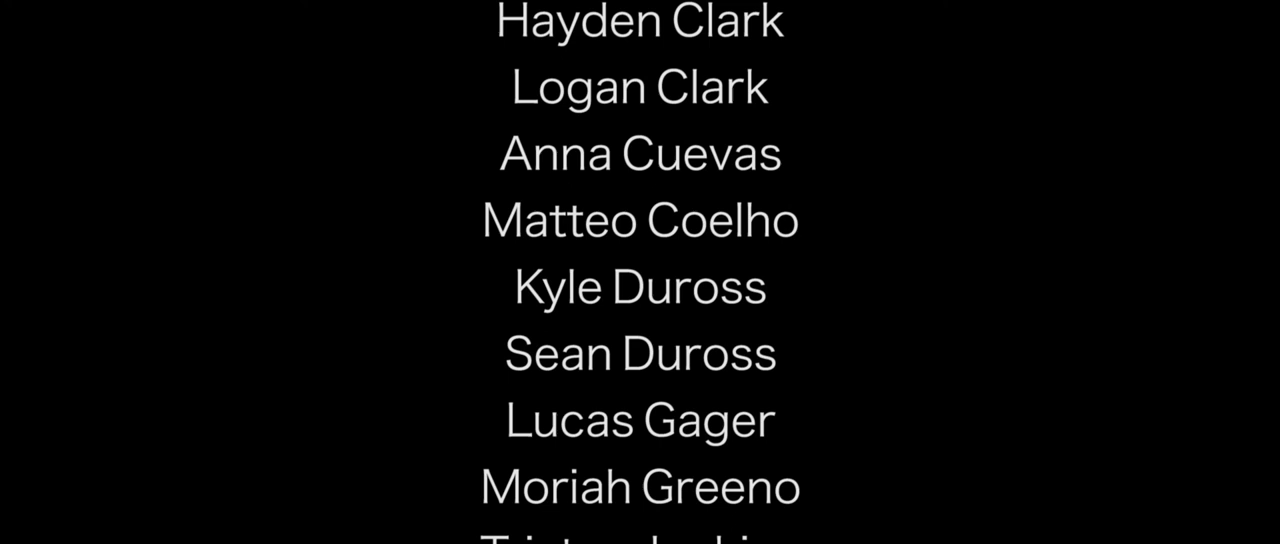 Hayden Clark
Logan Clark
Anna Cuevas
Matteo Coelho
Kyle Duross
Sean Duross
Lucas Gager
Moriah Greeno